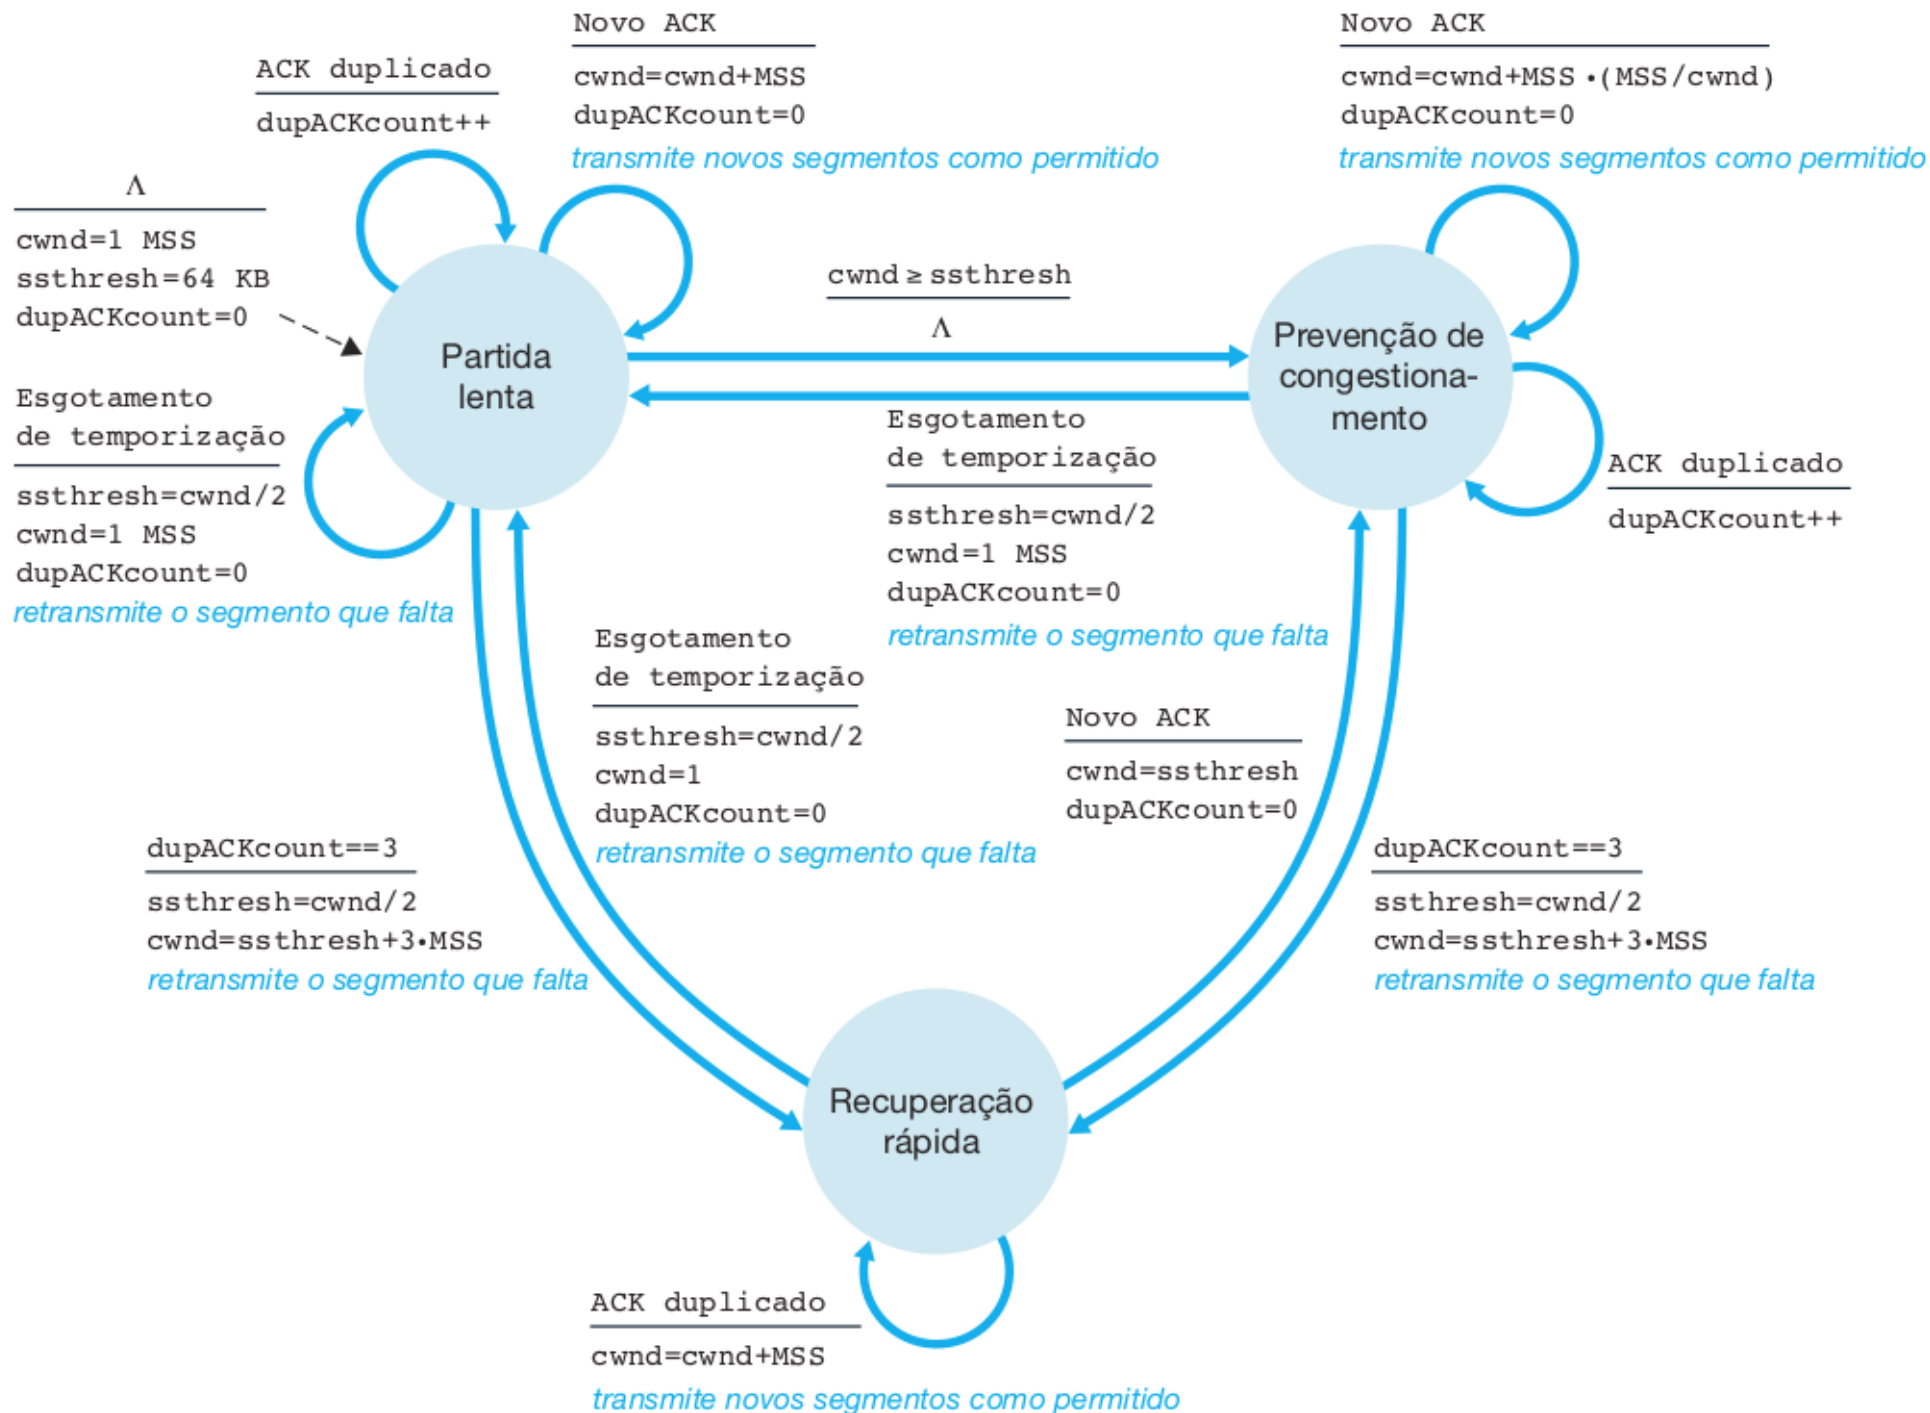 Novo ACK
cwnd=cwnd+MSS
dupACKcount=0
transmite novos segmentos como permitido
Novo ACK
cwnd=cwnd+MSS •(MSS/cwnd)
dupACKcount=0
transmite novos segmentos como permitido
ACK duplicado
dupACKcount++
Λ
cwnd=1 MSS
ssthresh=64 KB
dupACKcount=0
cwnd ≥ ssthresh
Λ
Partida
lenta
Prevenção de
congestiona-
mento
Esgotamento
de temporização
ssthresh=cwnd/2
cwnd=1 MSS
dupACKcount=0
retransmite o segmento que falta
Esgotamento
de temporização
ssthresh=cwnd/2
cwnd=1 MSS
dupACKcount=0
retransmite o segmento que falta
ACK duplicado
dupACKcount++
Esgotamento
de temporização
ssthresh=cwnd/2
cwnd=1
dupACKcount=0
retransmite o segmento que falta
Novo ACK
cwnd=ssthresh
dupACKcount=0
dupACKcount==3
ssthresh=cwnd/2
cwnd=ssthresh+3•MSS
retransmite o segmento que falta
dupACKcount==3
ssthresh=cwnd/2
cwnd=ssthresh+3•MSS
retransmite o segmento que falta
Recuperação
rápida
ACK duplicado
cwnd=cwnd+MSS
transmite novos segmentos como permitido